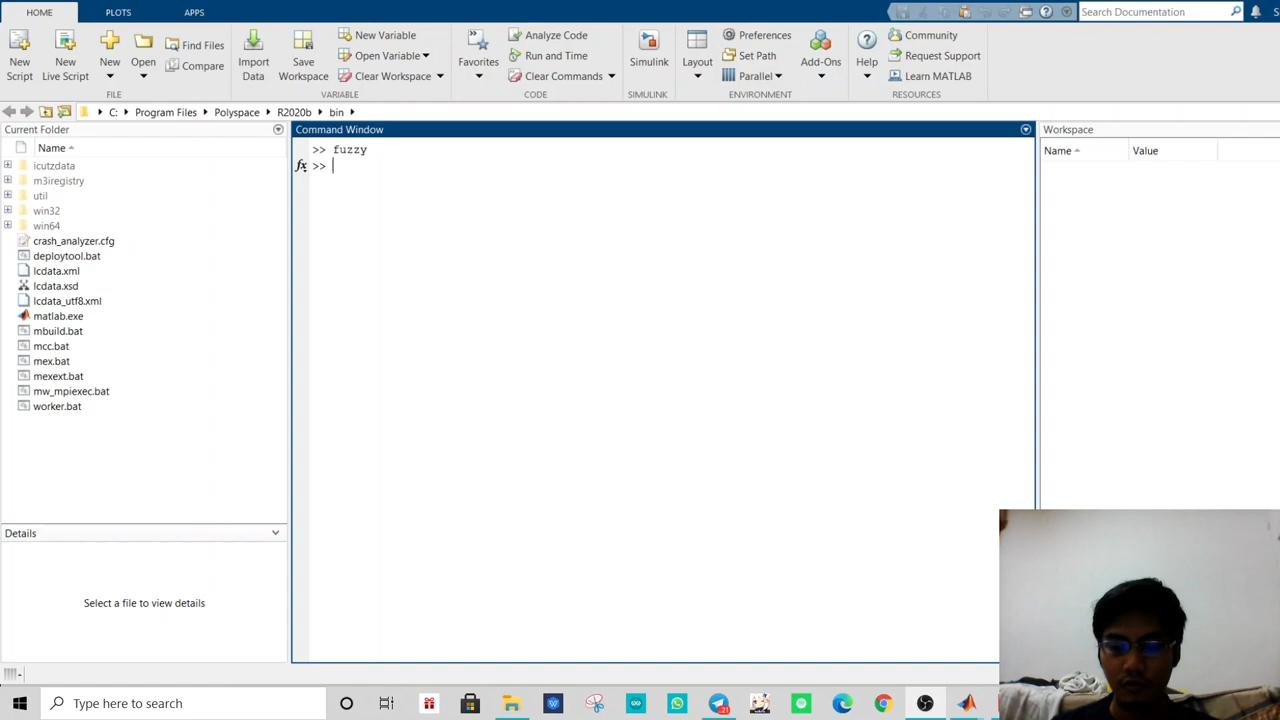 HOME PLOTS APPS
Search Documentation
S
New Script
New Live Script
New
Open
Find Files
Compare
FILE
Import Data
Save Workspace
New Variable
Open Variable
Clear Workspace
VARIABLE
Favorites
Analyze Code
Run and Time
Clear Commands
CODE
Simulink
SIMULINK
Layout
Preferences
Set Path
Parallel
Add-Ons
ENVIRONMENT
Help
Community
Request Support
Learn MATLAB
RESOURCES
C: Program Files Polyspace R2020b bin
Current Folder
Name
icutzdata
m3iregistry
util
win32
win64
crash_analyzer.cfg
deploytool.bat
lcdata.xml
lcdata.xsd
lcdata_utf8.xml
matlab.exe
mbuild.bat
mcc.bat
mex.bat
mexext.bat
mw_mpiexec.bat
worker.bat
Details
Select a file to view details
Command Window
>> fuzzy
fx >>
Workspace
Name Value
Type here to search
21